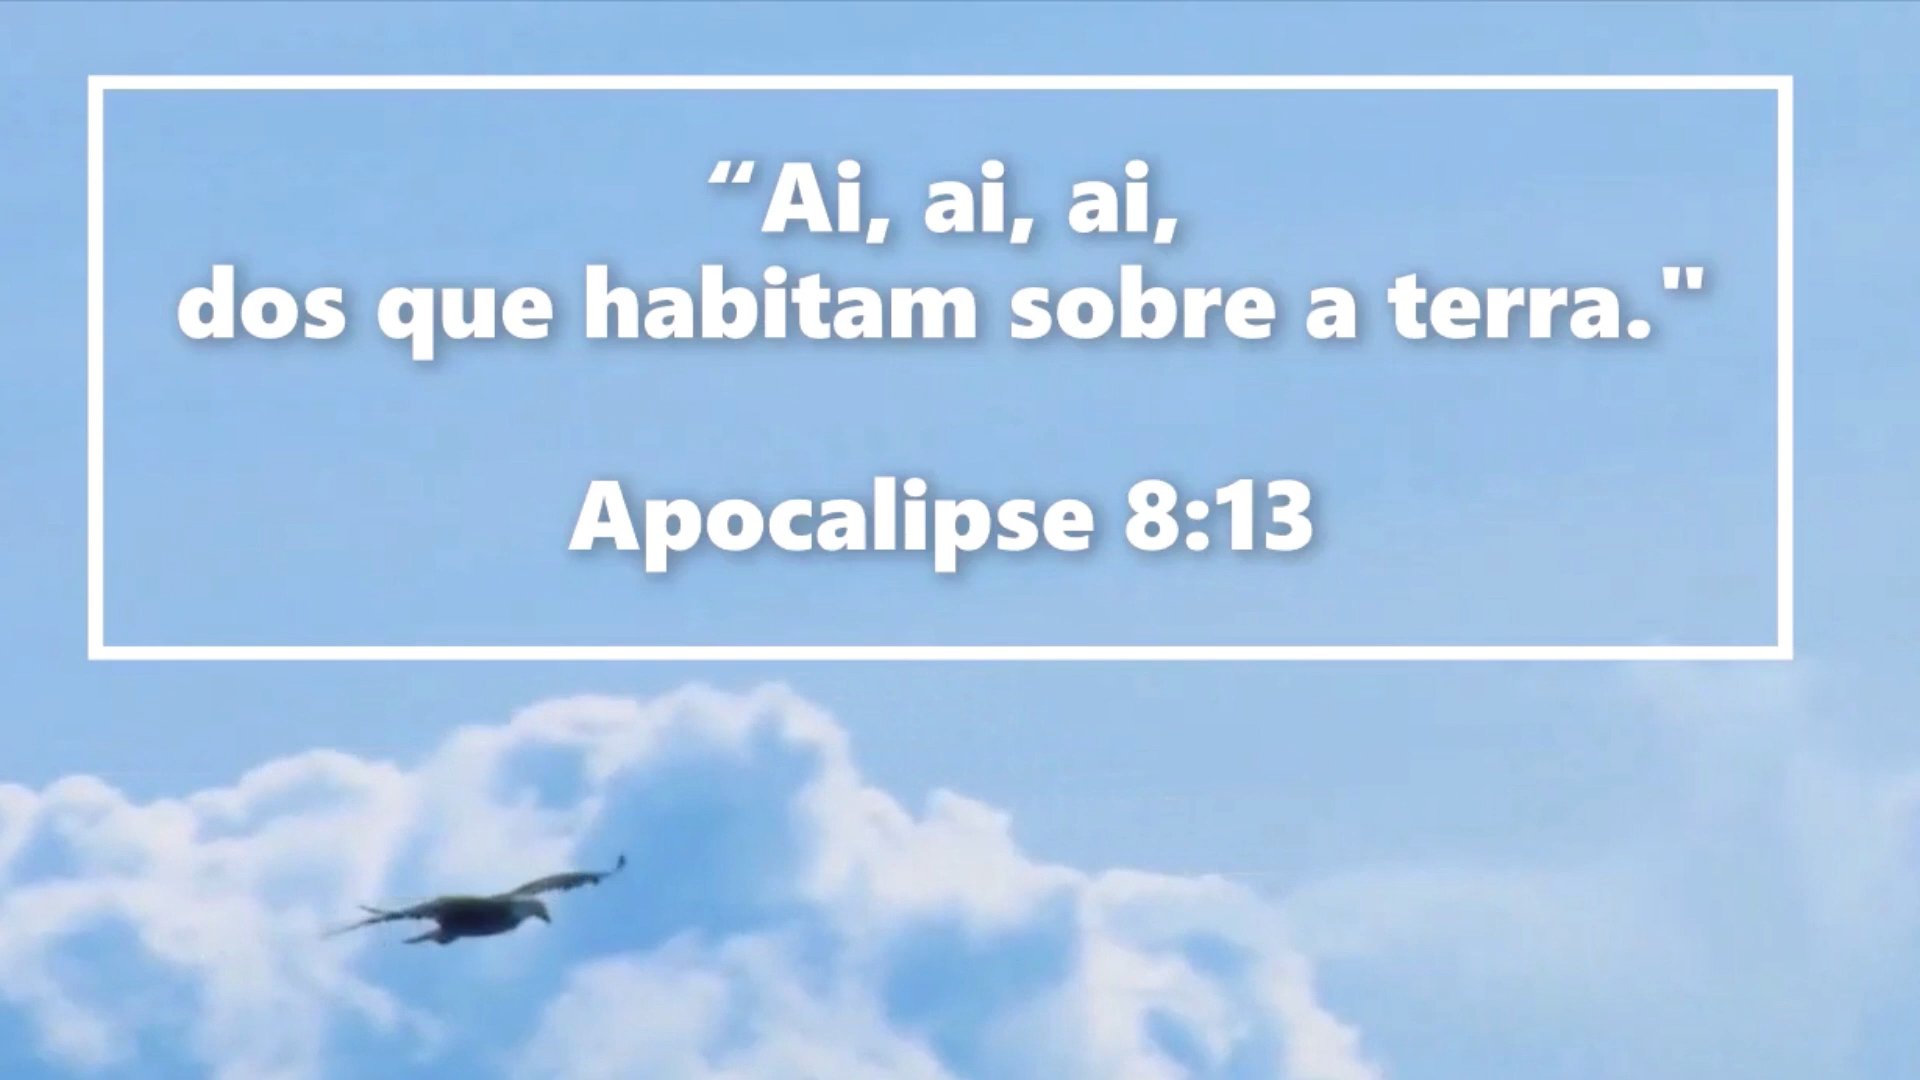 “Ai, ai, ai,
dos que habitam sobre a terra."
Apocalipse 8:13